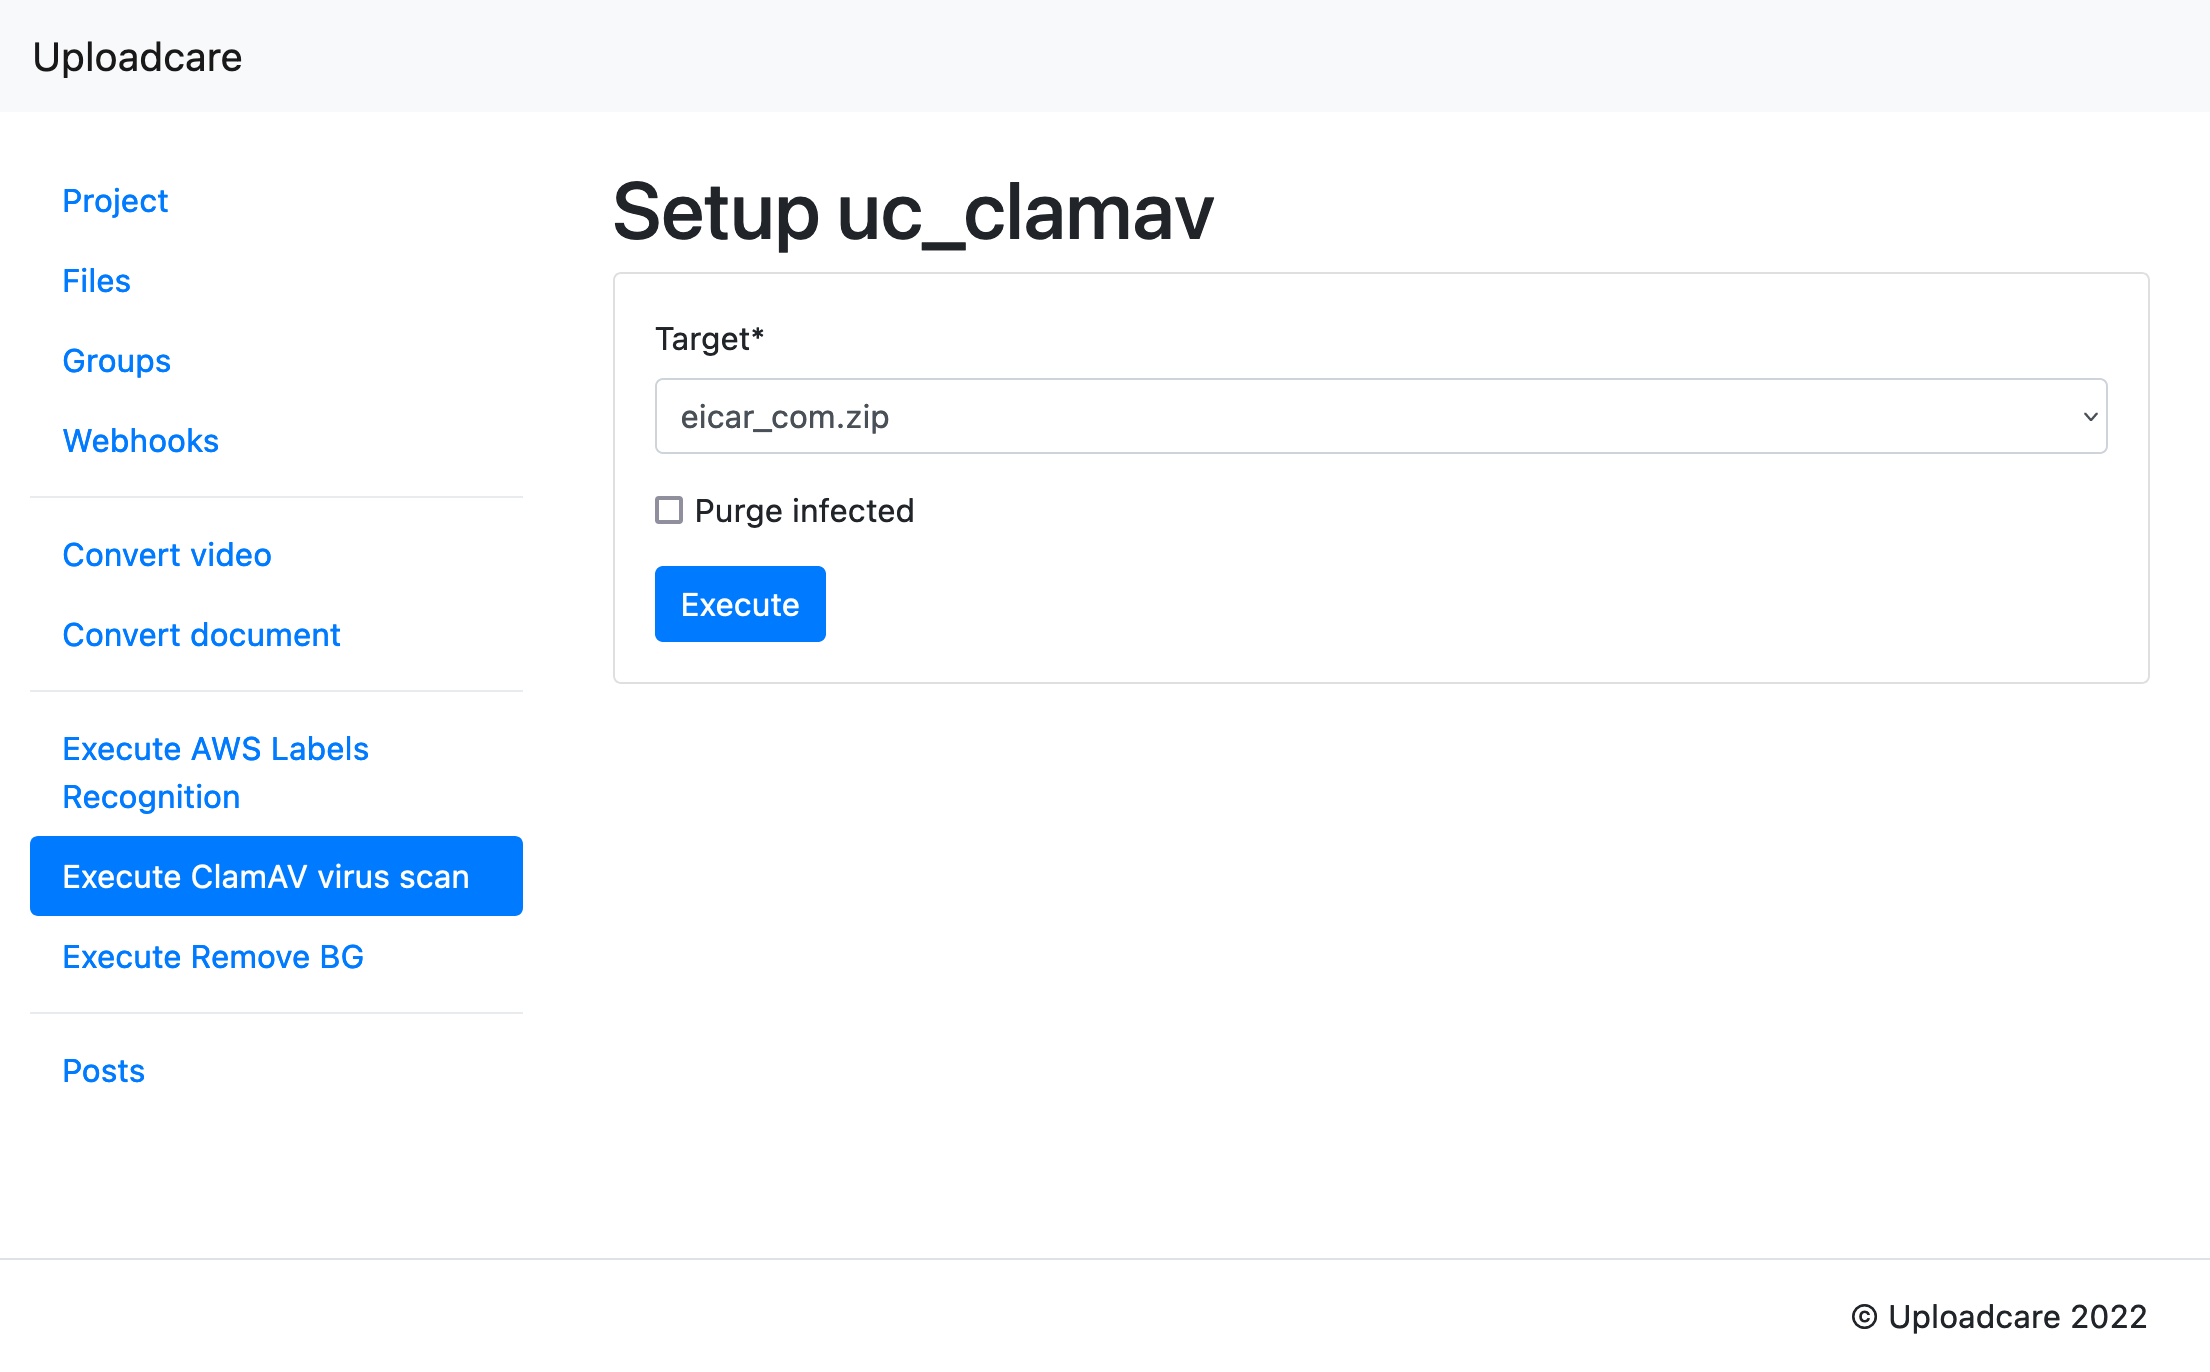 Uploadcare
Project
Files
Groups
Webhooks
Convert video
Convert document
Execute AWS Labels
Recognition
Execute ClamAV virus scan
Execute Remove BG
Posts
Setup uc_clamav
Target*
eicar_com.zip
Purge infected
Execute
© Uploadcare 2022